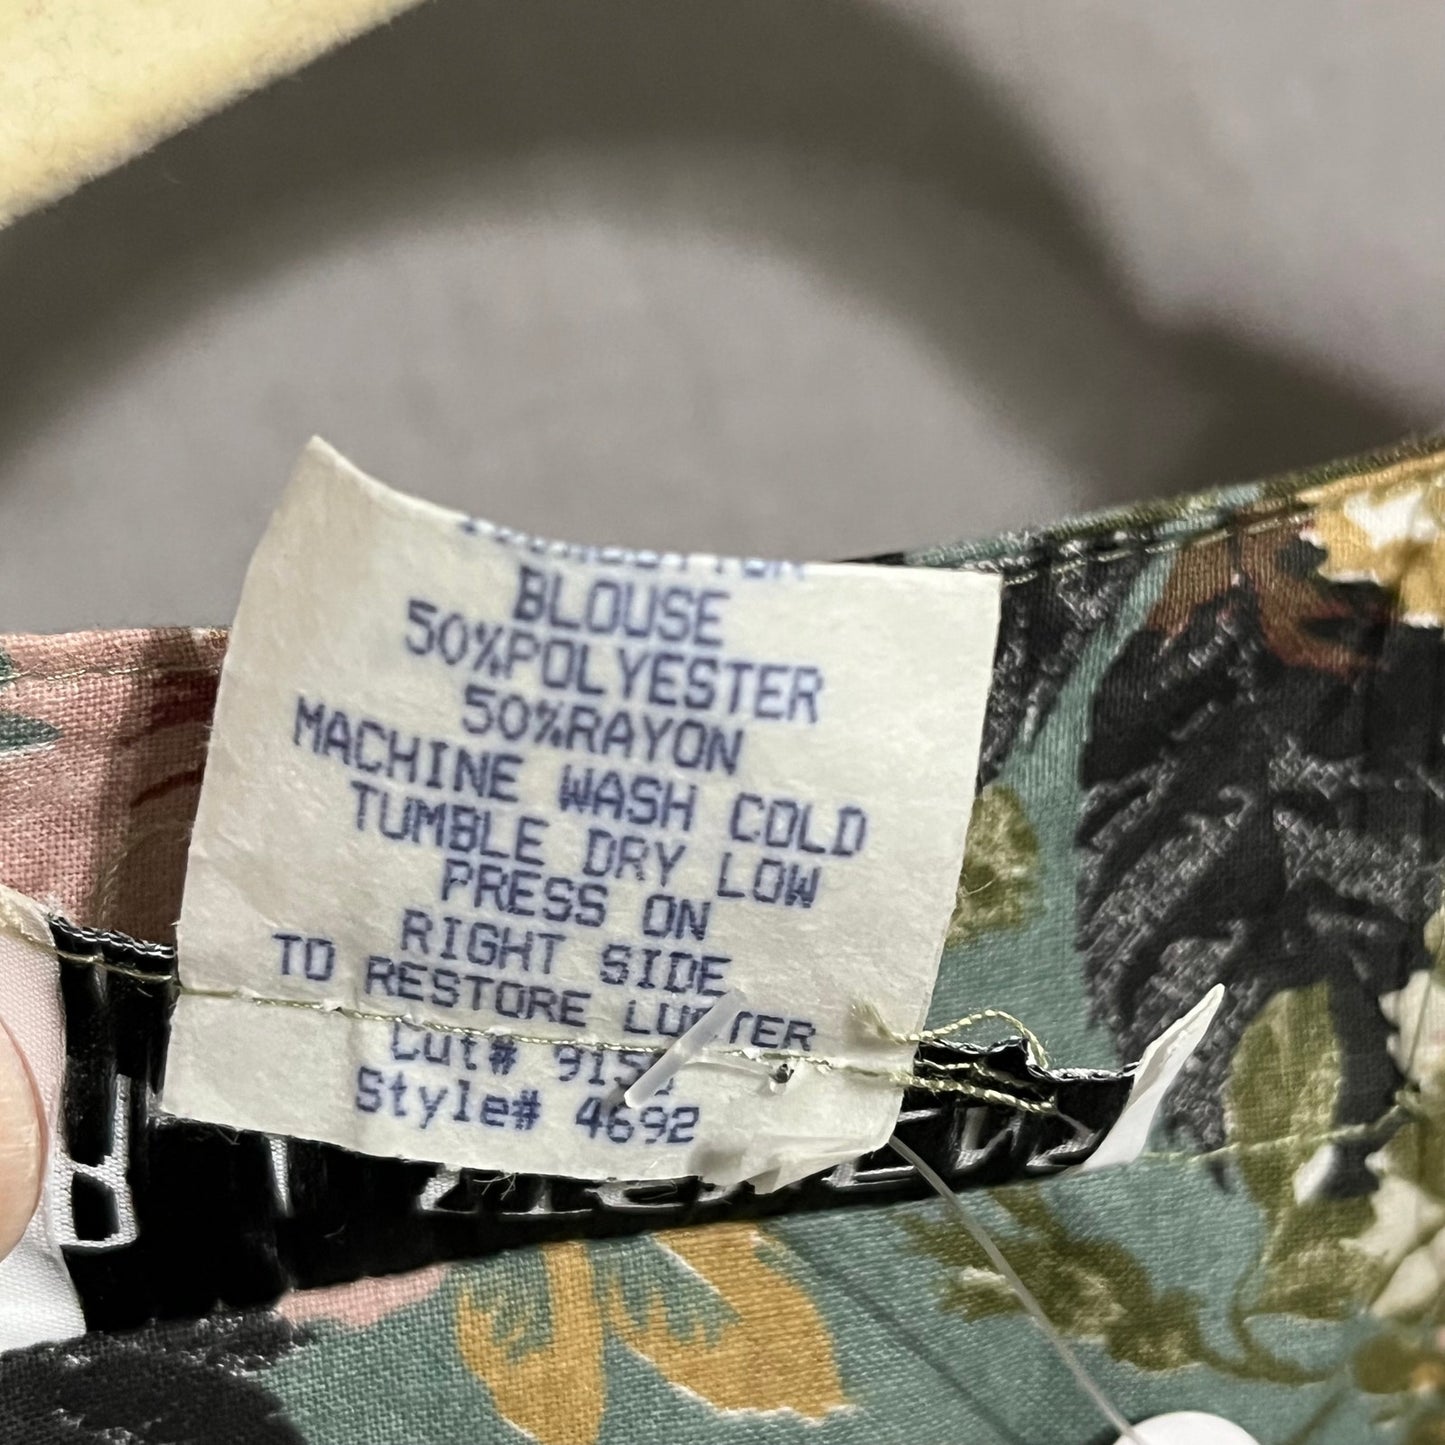 BLOUSE
50%POLYESTER
50%RAYON
MACHINE WASH COLD
TUMBLE DRY LOW
PRESS ON
RIGHT SIDE
TO RESTORE LUSTER
Cut#
Style# 4692